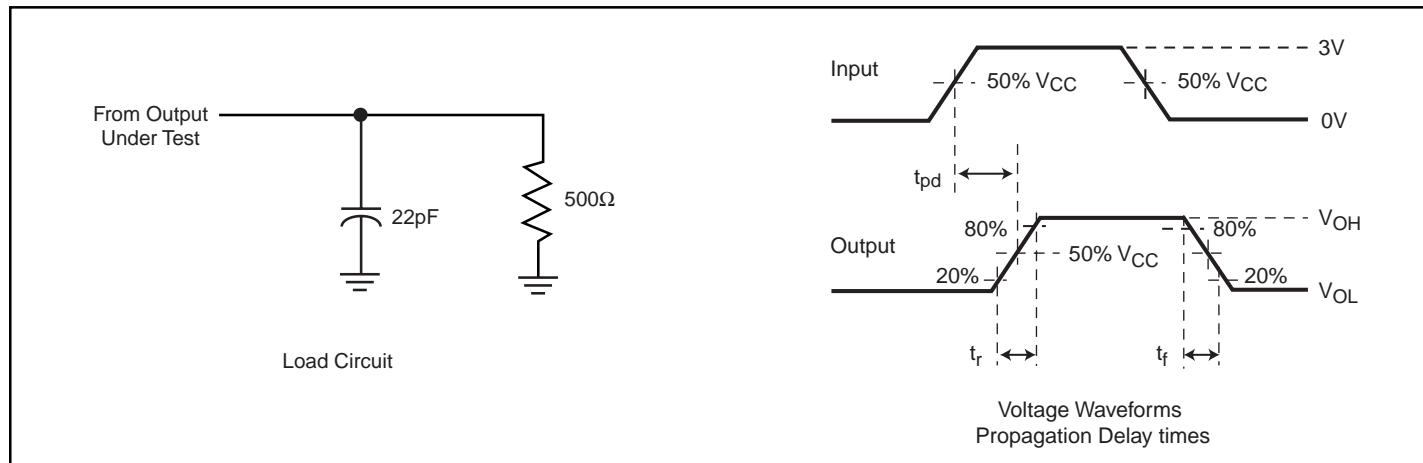 From Output
Under Test
22pF
500Ω
Load Circuit
Input
3V
50% VCC
50% VCC
0V
tpd
Output
80%
50% VCC
20%
VOH
80%
20%
VOL
tr
tf
Voltage Waveforms
Propagation Delay times